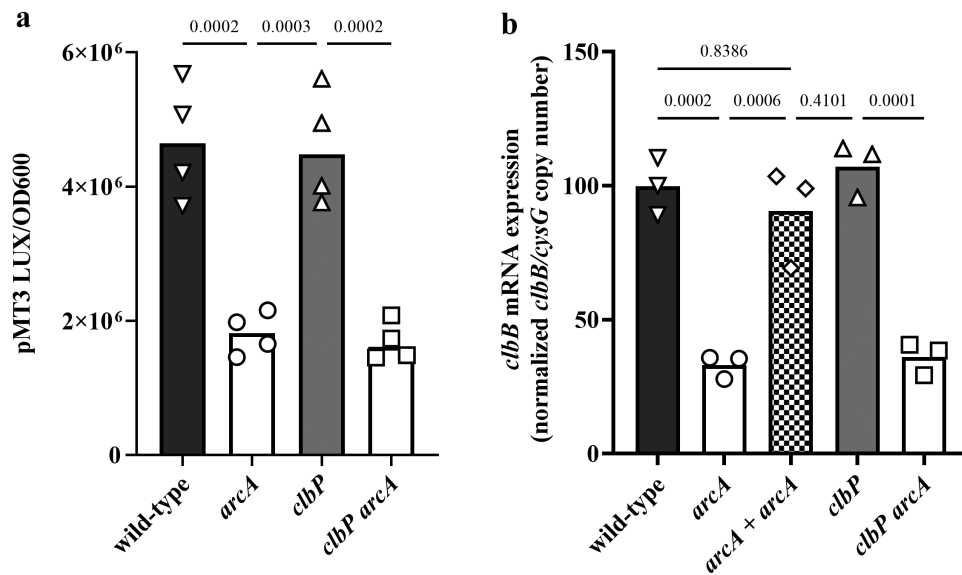 a
0.0002 0.0003 0.0002
pMT3 LUX/OD600
6×10⁶
4×10⁶
2×10⁶
0
wild-type
arcA
clbP
clbP arcA
b
0.8386
0.0002 0.0006 0.4101 0.0001
clbB mRNA expression
(normalized clbB/cysG copy number)
150
100
50
0
wild-type
arcA
arcA + arcA
clbP
clbP arcA